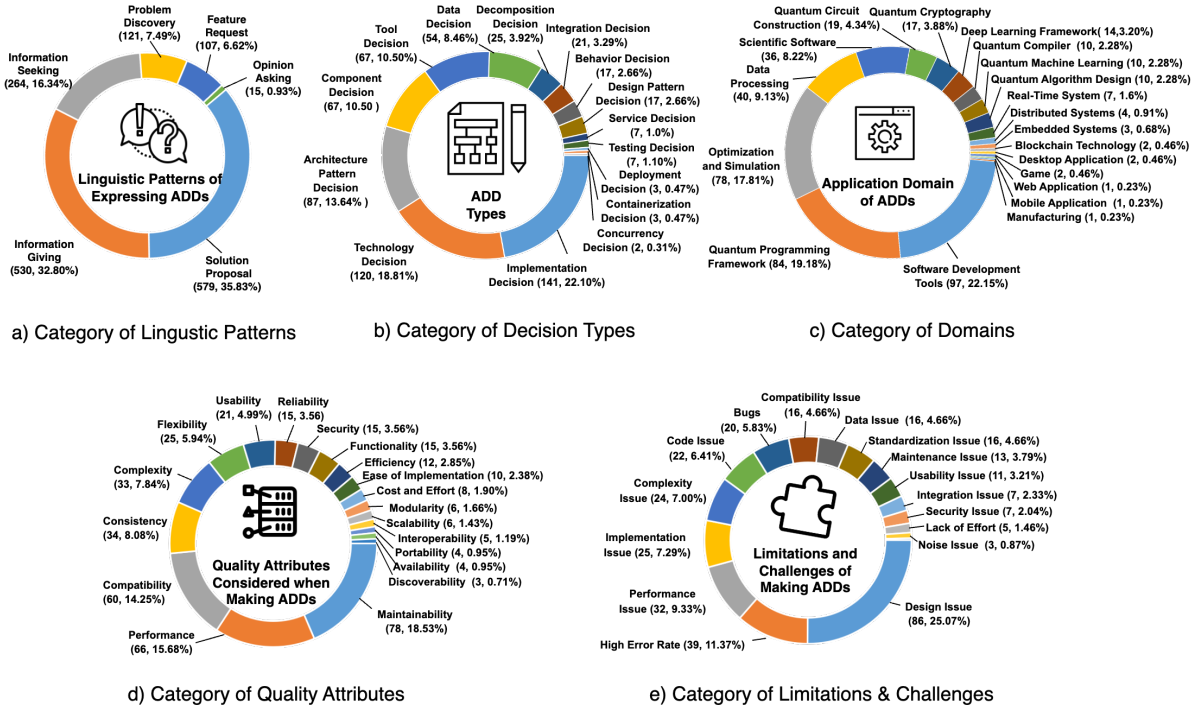 Problem
Discovery
(121, 7.49%)
Feature
Request
(107, 6.62%)
Information
Seeking
(264, 16.34%)
Opinion
Asking
(15, 0.93%)
Linguistic Patterns of
Expressing ADDs
Information
Giving
(530, 32.80%)
Solution
Proposal
(579, 35.83%)
a) Category of Lingustic Patterns
Data
Decision
(54, 8.46%)
Decomposition
Decision
(25, 3.92%)
Tool
Decision
(67, 10.50%)
Integration Decision
(21, 3.29%)
Behavior Decision
(17, 2.66%)
Component
Decision
(67, 10.50 )
Design Pattern
Decision (17, 2.66%)
Service Decision
(7, 1.0%)
Testing Decision
(7, 1.10%)
Deployment
Decision (3, 0.47%)
Containerization
Decision (3, 0.47%)
Concurrency
Decision (2, 0.31%)
Architecture
Pattern
Decision
(87, 13.64% )
ADD
Types
Technology
Decision
(120, 18.81%)
Implementation
Decision (141, 22.10%)
b) Category of Decision Types
Quantum Circuit
Construction (19, 4.34%)
Quantum Cryptography
(17, 3.88%)
Scientific Software
(36, 8.22%)
Deep Learning Framework( 14,3.20%)
Quantum Compiler (10, 2.28%)
Data
Processing
(40, 9.13%)
Quantum Machine Learning (10, 2.28%)
Quantum Algorithm Design (10, 2.28%)
Real-Time System (7, 1.6%)
Distributed Systems (4, 0.91%)
Embedded Systems (3, 0.68%)
Blockchain Technology (2, 0.46%)
Desktop Application (2, 0.46%)
Game (2, 0.46%)
Web Application (1, 0.23%)
Mobile Application (1, 0.23%)
Manufacturing (1, 0.23%)
Optimization
and Simulation
(78, 17.81%)
Application Domain
of ADDs
Quantum Programming
Framework (84, 19.18%)
Software Development
Tools (97, 22.15%)
c) Category of Domains
Usability
(21, 4.99%)
Reliability
(15, 3.56)
Flexibility
(25, 5.94%)
Security (15, 3.56%)
Functionality (15, 3.56%)
Efficiency (12, 2.85%)
Ease of Implementation (10, 2.38%)
Cost and Effort (8, 1.90%)
Modularity (6, 1.66%)
Scalability (6, 1.43%)
Interoperability (5, 1.19%)
Portability (4, 0.95%)
Availability (4, 0.95%)
Discoverability (3, 0.71%)
Complexity
(33, 7.84%)
Consistency
(34, 8.08%)
Compatibility
(60, 14.25%)
Quality Attributes
Considered when
Making ADDs
Maintainability
(78, 18.53%)
Performance
(66, 15.68%)
d) Category of Quality Attributes
Compatibility Issue
(16, 4.66%)
Bugs
(20, 5.83%)
Data Issue (16, 4.66%)
Code Issue
(22, 6.41%)
Standardization Issue (16, 4.66%)
Maintenance Issue (13, 3.79%)
Usability Issue (11, 3.21%)
Complexity
Issue (24, 7.00%)
Integration Issue (7, 2.33%)
Security Issue (7, 2.04%)
Lack of Effort (5, 1.46%)
Noise Issue (3, 0.87%)
Implementation
Issue (25, 7.29%)
Limitations and
Challenges of
Making ADDs
Performance
Issue (32, 9.33%)
Design Issue
(86, 25.07%)
High Error Rate (39, 11.37%)
e) Category of Limitations & Challenges